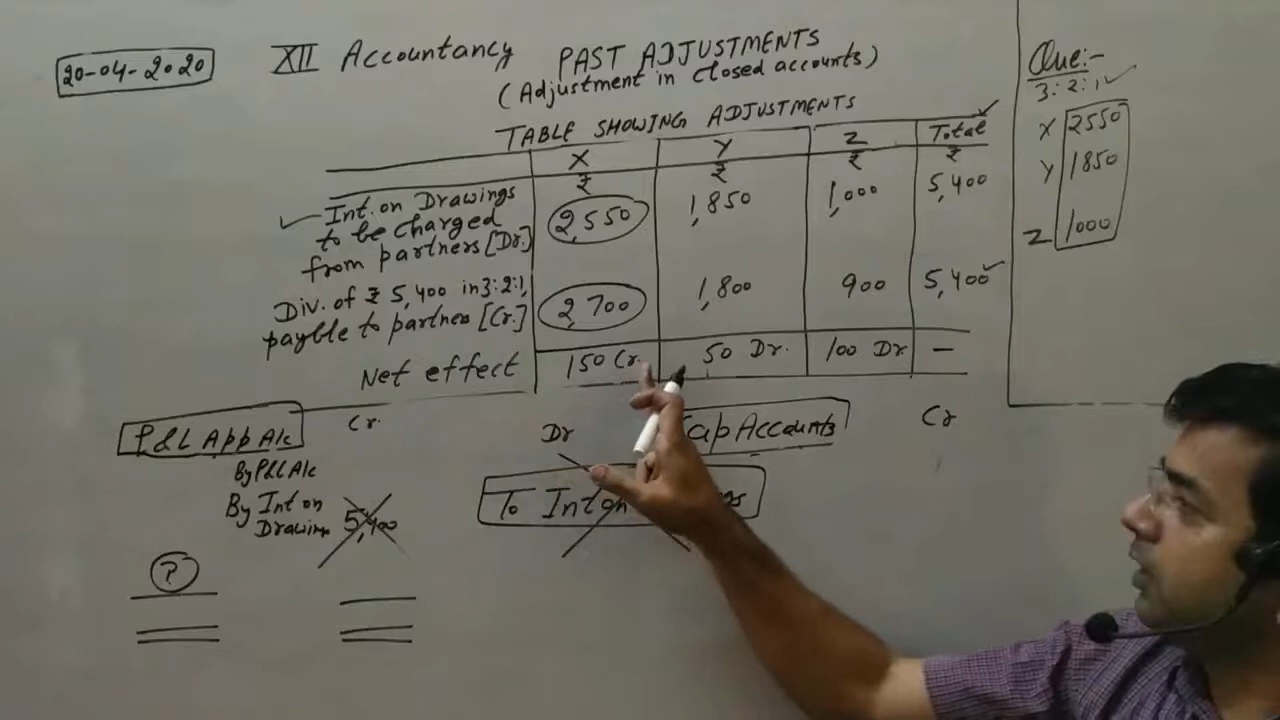 20-04-2020
XII Accountancy
PAST ADJUSTMENTS
(Adjustment in closed accounts)
TABLE SHOWING ADJUSTMENTS
X Y Z Total
₹ ₹ ₹ ₹
Int. on Drawings
to be charged
from partners [Dr.]
2,550 1,850 1,000 5,400
Div. of ₹ 5,400 in 3:2:1,
payable to partners [Cr.]
2,700 1,800 900 5,400
Net effect 150 Cr. 50 Dr. 100 Dr —
Que:-
3:2:1
X 2550
Y 1850
Z 1000
P&L App A/c Cr.
By P&L A/c
By Int on
Drawin 5,400
?
Dr Cap Accounts Cr
To Int on